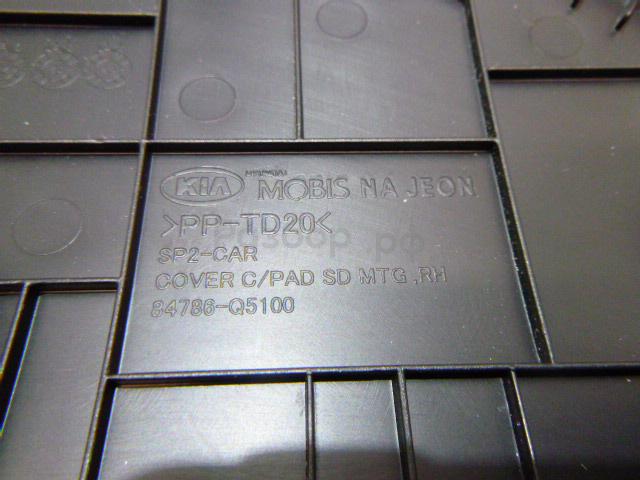 KIA MOBIS NA JEON
>PP-TD20<
SP2-CAR
COVER C/PAD SD MTG ,RH
84786-Q5100